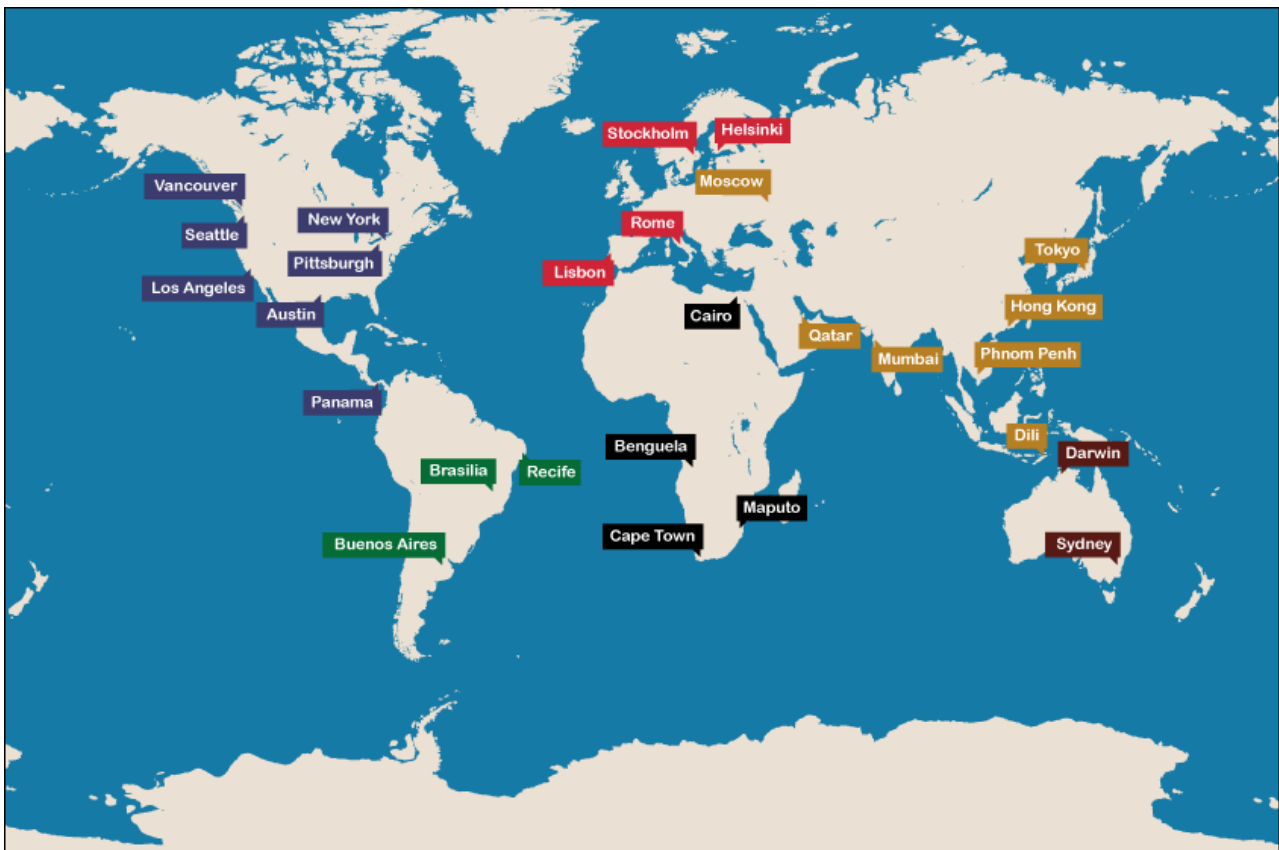 Stockholm
Helsinki
Moscow
Vancouver
New York
Rome
Seattle
Tokyo
Pittsburgh
Lisbon
Los Angeles
Hong Kong
Austin
Cairo
Qatar
Phnom Penh
Mumbai
Panama
Dili
Benguela
Darwin
Brasilia
Recife
Maputo
Cape Town
Buenos Aires
Sydney